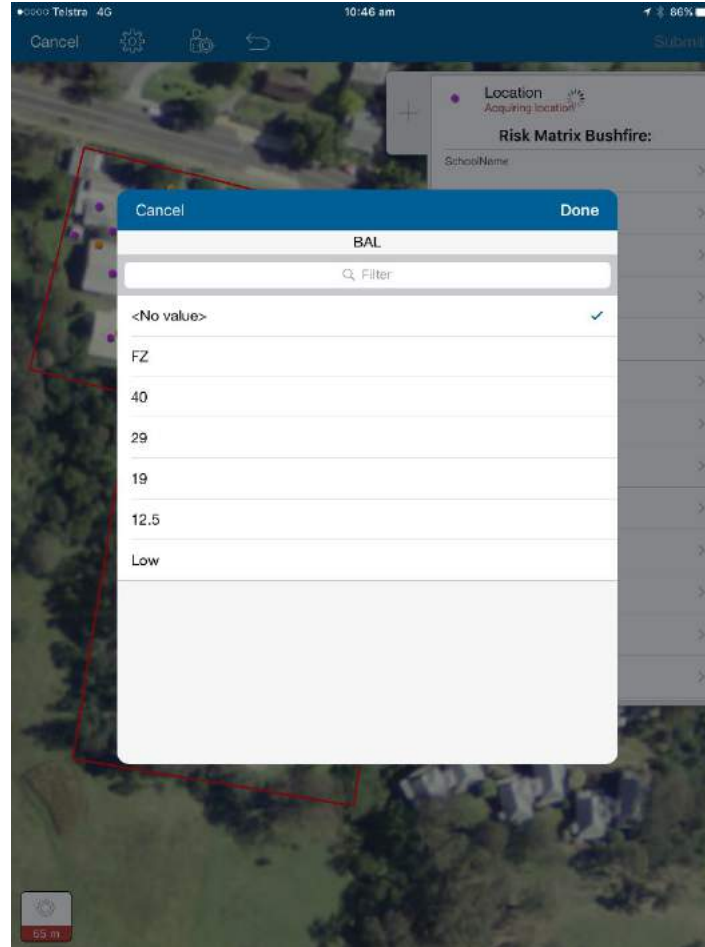 Telstra 4G 10:46 am 86%
Cancel Submit
Location
Acquiring location
Risk Matrix Bushfire:
SchoolName
Cancel Done
BAL
Filter
<No value>
FZ
40
29
19
12.5
Low
65 m